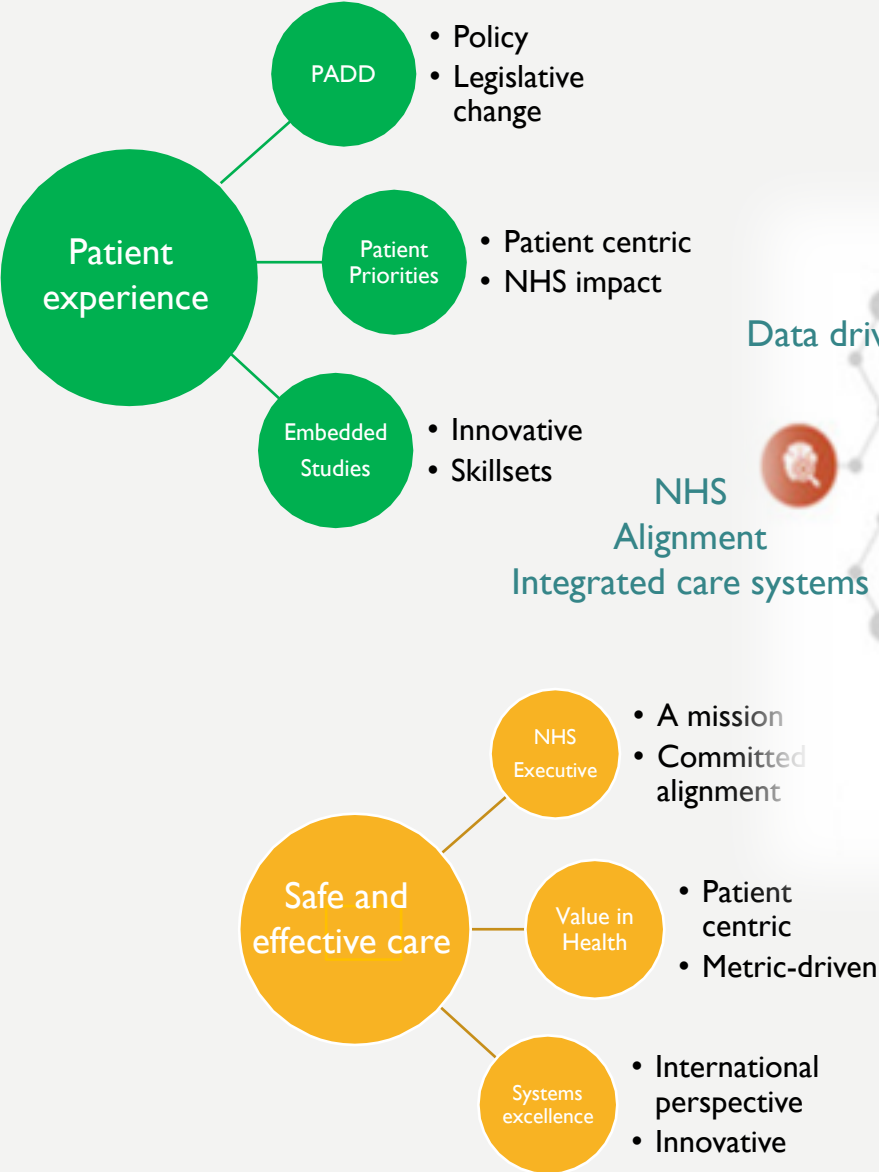 PADD
• Policy
• Legislative
change
Patient
experience
Patient
Priorities
• Patient centric
• NHS impact
Embedded
Studies
• Innovative
• Skillsets
Data
NHS
Alignment
Integrated care systems
NHS
Executive
• A mission
• Committed
alignment
Safe and
effective care
Value in
Health
• Patient
centric
• Metric-driven
Systems
excellence
• International
perspective
• Innovative